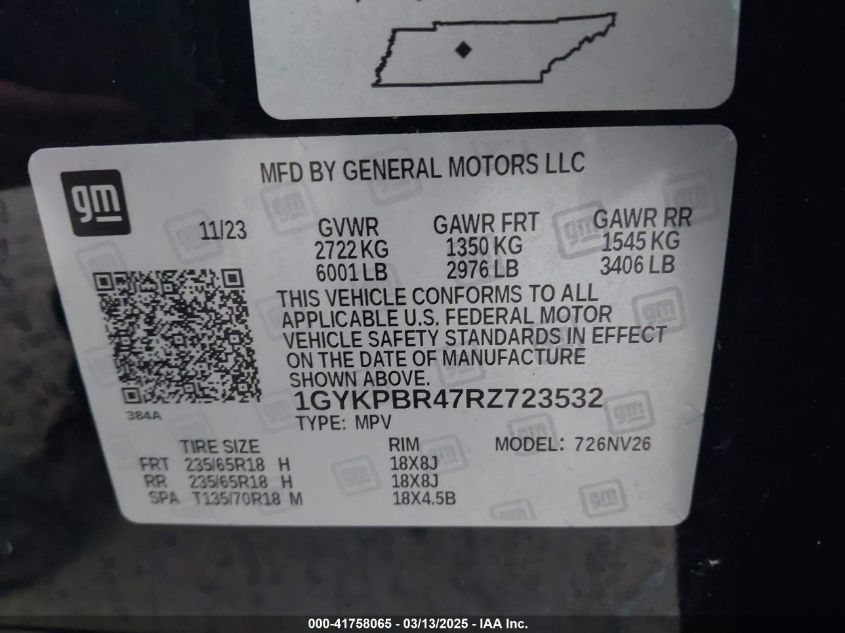 gm
MFD BY GENERAL MOTORS LLC
11/23 GVWR GAWR FRT GAWR RR
2722 KG 1350 KG 1545 KG
6001 LB 2976 LB 3406 LB
THIS VEHICLE CONFORMS TO ALL
APPLICABLE U.S. FEDERAL MOTOR
VEHICLE SAFETY STANDARDS IN EFFECT
ON THE DATE OF MANUFACTURE
SHOWN ABOVE.
384A
1GYKPBR47RZ723532
TYPE: MPV
TIRE SIZE RIM MODEL: 726NV26
FRT 235/65R18 H 18X8J
RR 235/65R18 H 18X8J
SPA T135/70R18 M 18X4.5B
000-41758065 - 03/13/2025 - IAA Inc.